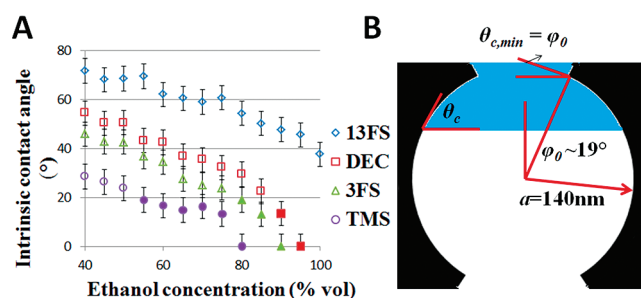 A
Intrinsic contact angle
(°)
80
60
40
20
0
40
60
80
100
Ethanol concentration (% vol)
13FS
DEC
3FS
TMS
B
θc,min = φ0
θc
φ0~19°
a=140nm